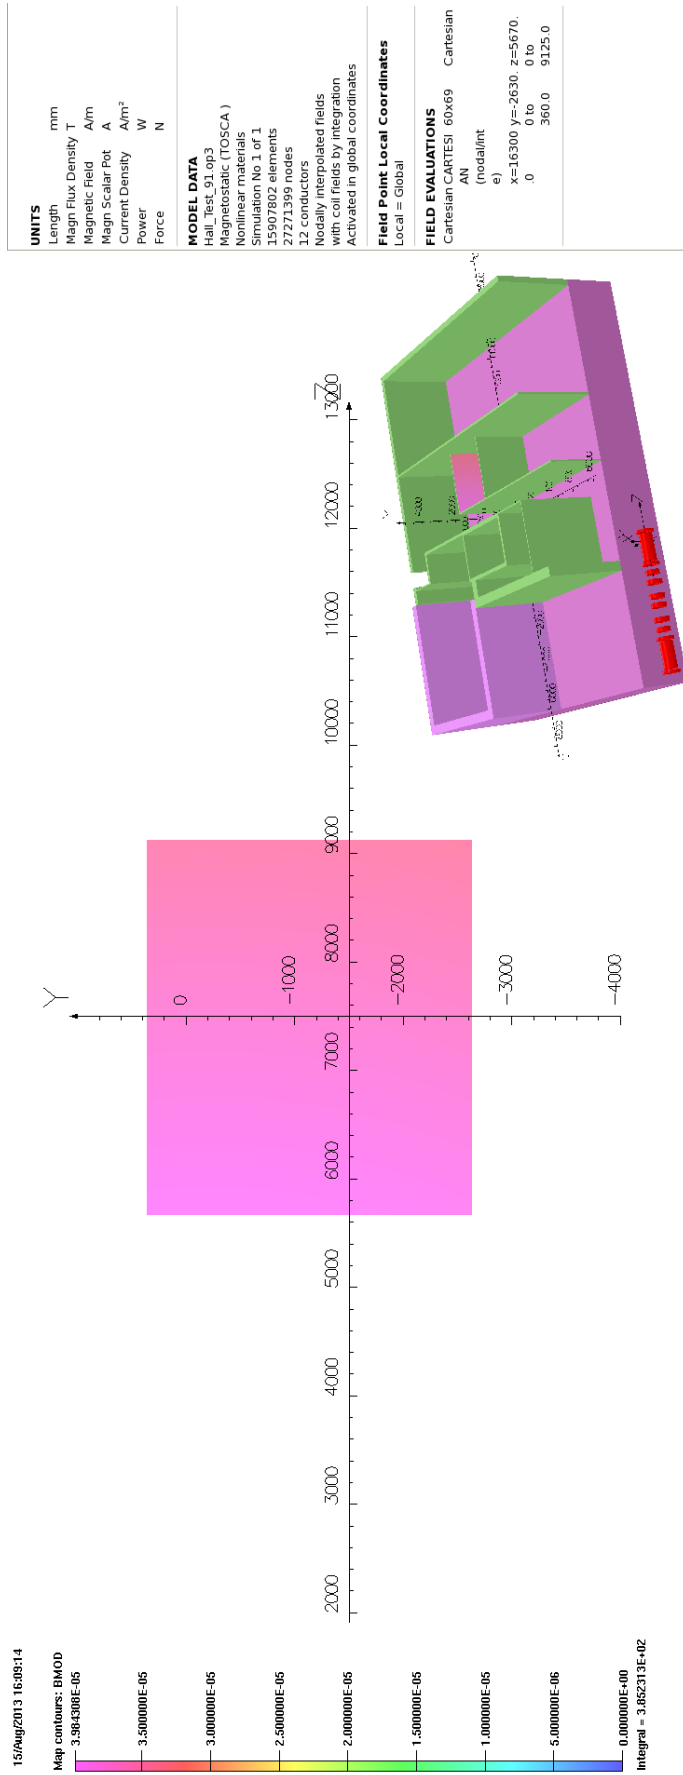 15/Aug/2013 16:09:14
Map contours: BMOD
3.984308E-05
3.500000E-05
3.000000E-05
2.500000E-05
2.000000E-05
1.500000E-05
1.000000E-05
5.000000E-06
0.000000E+00
Integral = 3.852313E+02
Y
0
-1000
-2000
-3000
-4000
2000
3000
4000
5000
6000
7000
8000
9000
10000
11000
12000
13000
Z
UNITS
Length mm
Magn Flux Density T
Magnetic Field A/m
Magn Scalar Pot A
Current Density A/m²
Power W
Force N
MODEL DATA
Hall_Test_91.op3
Magnetostatic (TOSCA )
Nonlinear materials
Simulation No 1 of 1
15907802 elements
27271399 nodes
12 conductors
Nodally interpolated fields
with coil fields by integration
Activated in global coordinates
Field Point Local Coordinates
Local = Global
FIELD EVALUATIONS
Cartesian CARTESI 60x69 Cartesian
AN
(nodal/int
e)
x=16300 y=-2630. z=5670.
.0 0 to 0 to
360.0 9125.0